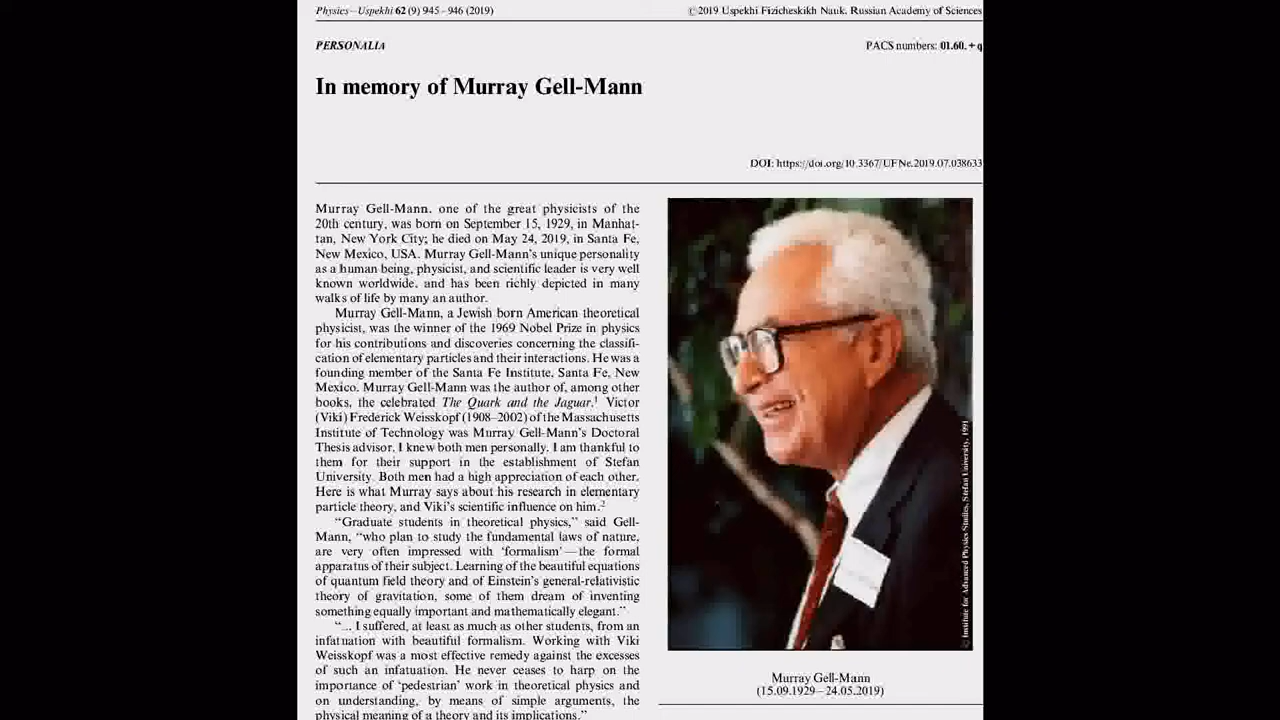 Physics – Uspekhi 62 (9) 945 – 946 (2019)
©2019 Uspekhi Fizicheskikh Nauk, Russian Academy of Sciences
PERSONALIA
PACS numbers: 01.60. + q
In memory of Murray Gell-Mann
DOI: https://doi.org/10.3367/UFNe.2019.07.038633
Murray Gell-Mann, one of the great physicists of the
20th century, was born on September 15, 1929, in Manhat-
tan, New York City; he died on May 24, 2019, in Santa Fe,
New Mexico, USA. Murray Gell-Mann's unique personality
as a human being, physicist, and scientific leader is very well
known worldwide, and has been richly depicted in many
walks of life by many an author.
Murray Gell-Mann, a Jewish born American theoretical
physicist, was the winner of the 1969 Nobel Prize in physics
for his contributions and discoveries concerning the classifi-
cation of elementary particles and their interactions. He was a
founding member of the Santa Fe Institute, Santa Fe, New
Mexico. Murray Gell-Mann was the author of, among other
books, the celebrated The Quark and the Jaguar.¹ Victor
(Viki) Frederick Weisskopf (1908–2002) of the Massachusetts
Institute of Technology was Murray Gell-Mann's Doctoral
Thesis advisor. I knew both men personally. I am thankful to
them for their support in the establishment of Stefan
University. Both men had a high appreciation of each other.
Here is what Murray says about his research in elementary
particle theory, and Viki's scientific influence on him.²
“Graduate students in theoretical physics,” said Gell-
Mann, “who plan to study the fundamental laws of nature,
are very often impressed with ‘formalism’ — the formal
apparatus of their subject. Learning of the beautiful equations
of quantum field theory and of Einstein's general-relativistic
theory of gravitation, some of them dream of inventing
something equally important and mathematically elegant.”
“... I suffered, at least as much as other students, from an
infatuation with beautiful formalism. Working with Viki
Weisskopf was a most effective remedy against the excesses
of such an infatuation. He never ceases to harp on the
importance of ‘pedestrian’ work in theoretical physics and
on understanding, by means of simple arguments, the
physical meaning of a theory and its implications.”
© Institute for Advanced Physics Studies, Stefan University, 1991
Murray Gell-Mann
(15.09.1929 – 24.05.2019)